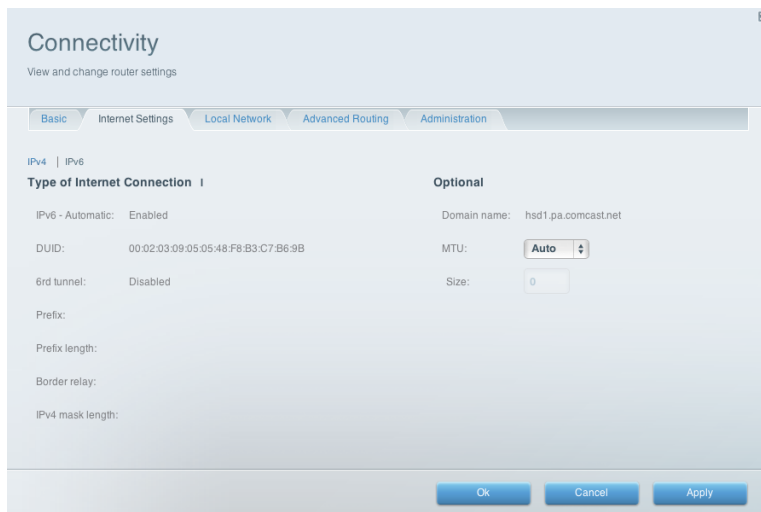 Connectivity
View and change router settings
Basic Internet Settings Local Network Advanced Routing Administration
IPv4 | IPv6
Type of Internet Connection | Optional
IPv6 - Automatic: Enabled Domain name: hsd1.pa.comcast.net
DUID: 00:02:03:09:05:05:48:F8:B3:C7:B6:9B MTU: Auto
6rd tunnel: Disabled Size: 0
Prefix:
Prefix length:
Border relay:
IPv4 mask length:
Ok Cancel Apply